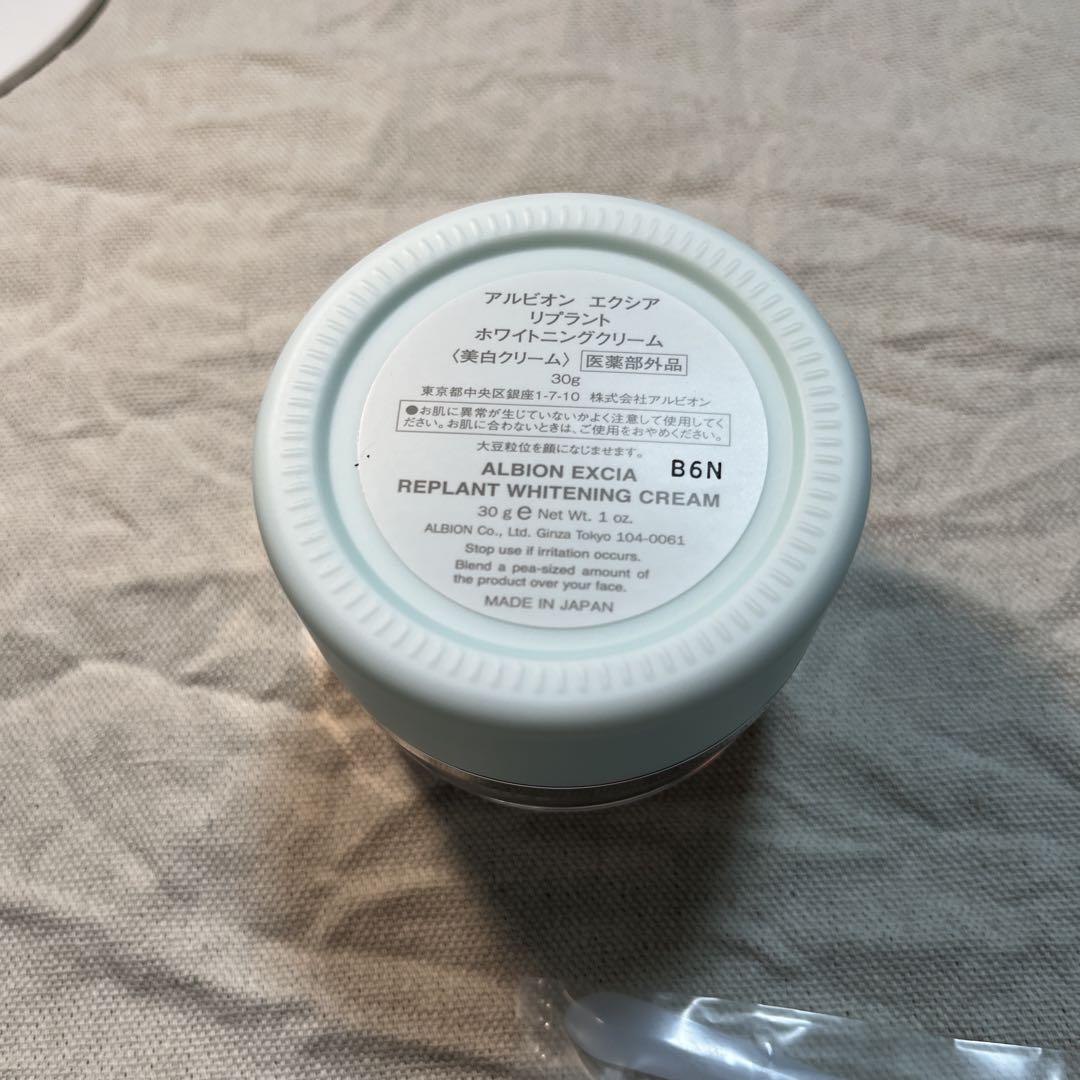 アルビオン エクシア
リプラント
ホワイトニングクリーム
〈美白クリーム〉 医薬部外品
30g
東京都中央区銀座1-7-10 株式会社アルビオン
●お肌に異常が生じていないかよく注意して使用してく
ださい。お肌に合わないときは、ご使用をおやめください。
大豆粒位を顔になじませます。
ALBION EXCIA B6N
REPLANT WHITENING CREAM
30 g ℮ Net Wt. 1 oz.
ALBION Co., Ltd. Ginza Tokyo 104-0061
Stop use if irritation occurs.
Blend a pea-sized amount of
the product over your face.
MADE IN JAPAN